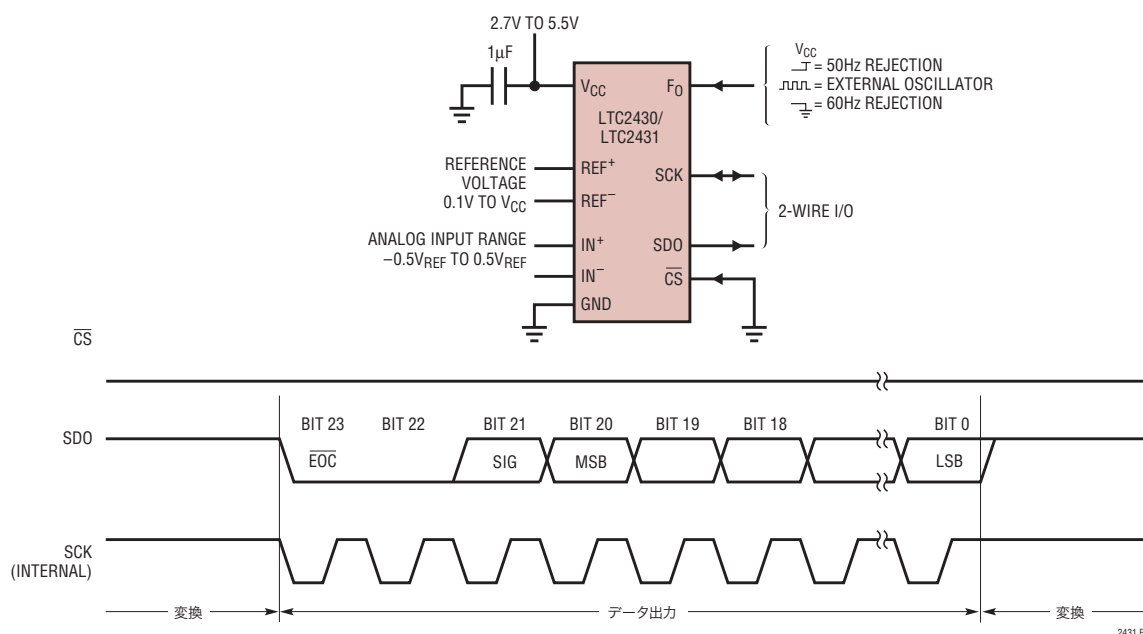 2.7V TO 5.5V
1µF
VCC
FO
LTC2430/
LTC2431
REFERENCE
VOLTAGE
0.1V TO VCC
REF+
REF−
SCK
ANALOG INPUT RANGE
−0.5VREF TO 0.5VREF
IN+
IN−
SDO
CS
GND
VCC
= 50Hz REJECTION
= EXTERNAL OSCILLATOR
= 60Hz REJECTION
2-WIRE I/O
CS
SDO
BIT 23 BIT 22 BIT 21 BIT 20 BIT 19 BIT 18 BIT 0
EOC SIG MSB LSB
SCK
(INTERNAL)
変換 データ出力 変換